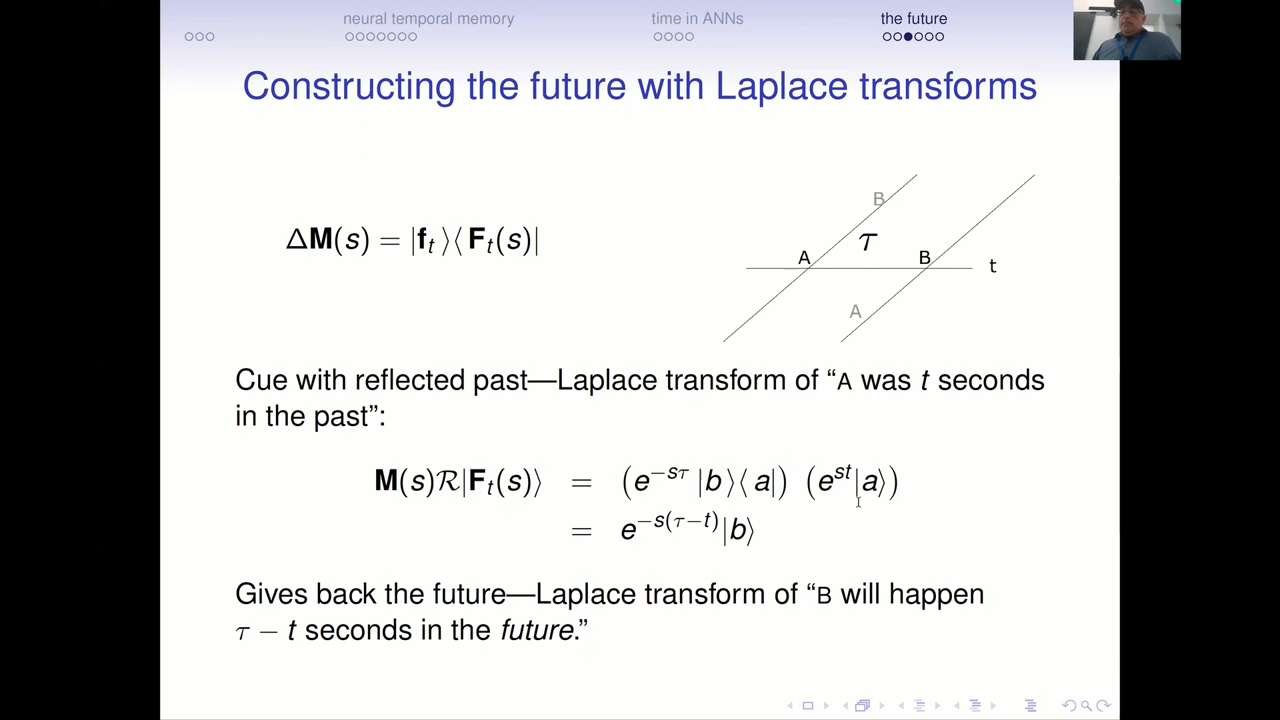 neural temporal memory time in ANNs the future
Constructing the future with Laplace transforms
ΔM(s) = |f_t⟩⟨F_t(s)|
B
τ
A B t
A
Cue with reflected past—Laplace transform of “A was t seconds
in the past”:
M(s)ℛ|F_t(s)⟩ = (e^{−sτ} |b⟩⟨a|) (e^{st}|a⟩)
= e^{−s(τ−t)}|b⟩
Gives back the future—Laplace transform of “B will happen
τ − t seconds in the future.”